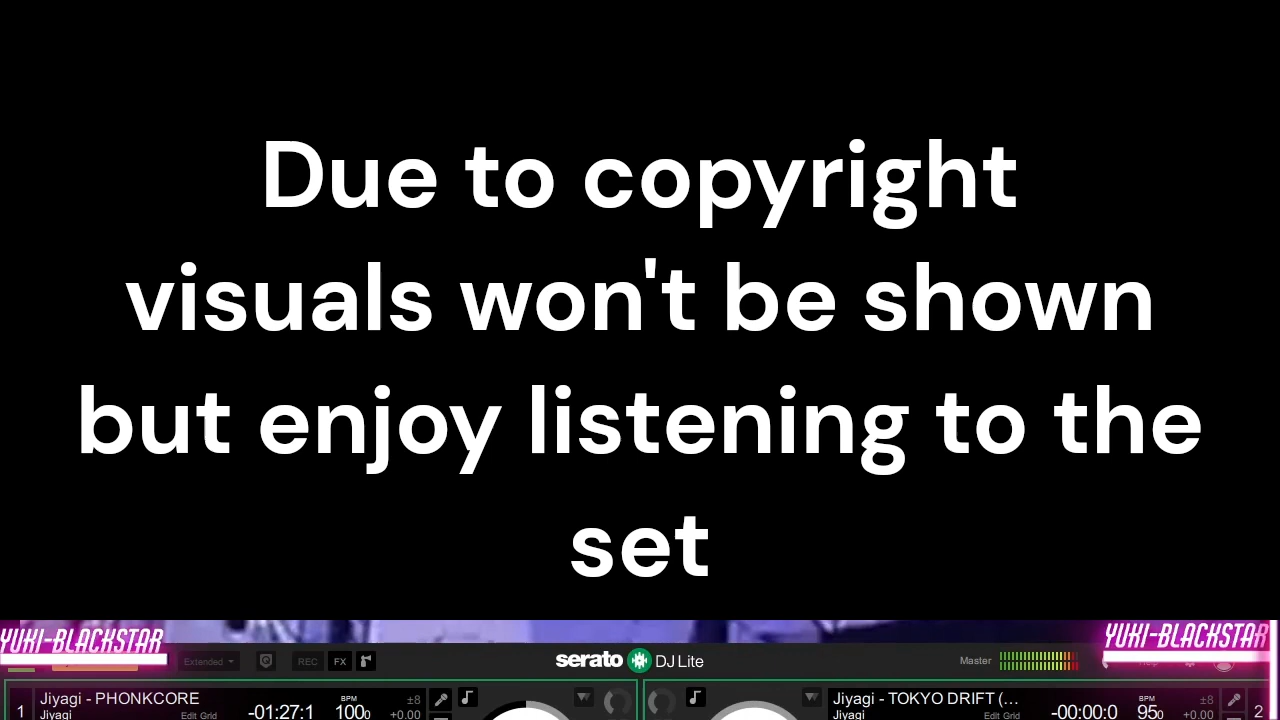 Due to copyright
visuals won't be shown
but enjoy listening to the
set
YUKI-BLACKSTAR
YUKI-BLACKSTAR
Extended
REC
FX
serato DJ Lite
Master
Help
1
Jiyagi - PHONKCORE
Jiyagi
Edit Grid
-01:27:1
BPM
100.0
±8
+0.00
Jiyagi - TOKYO DRIFT (...
Jiyagi
Edit Grid
-00:00:0
BPM
95.0
±8
+0.00
2